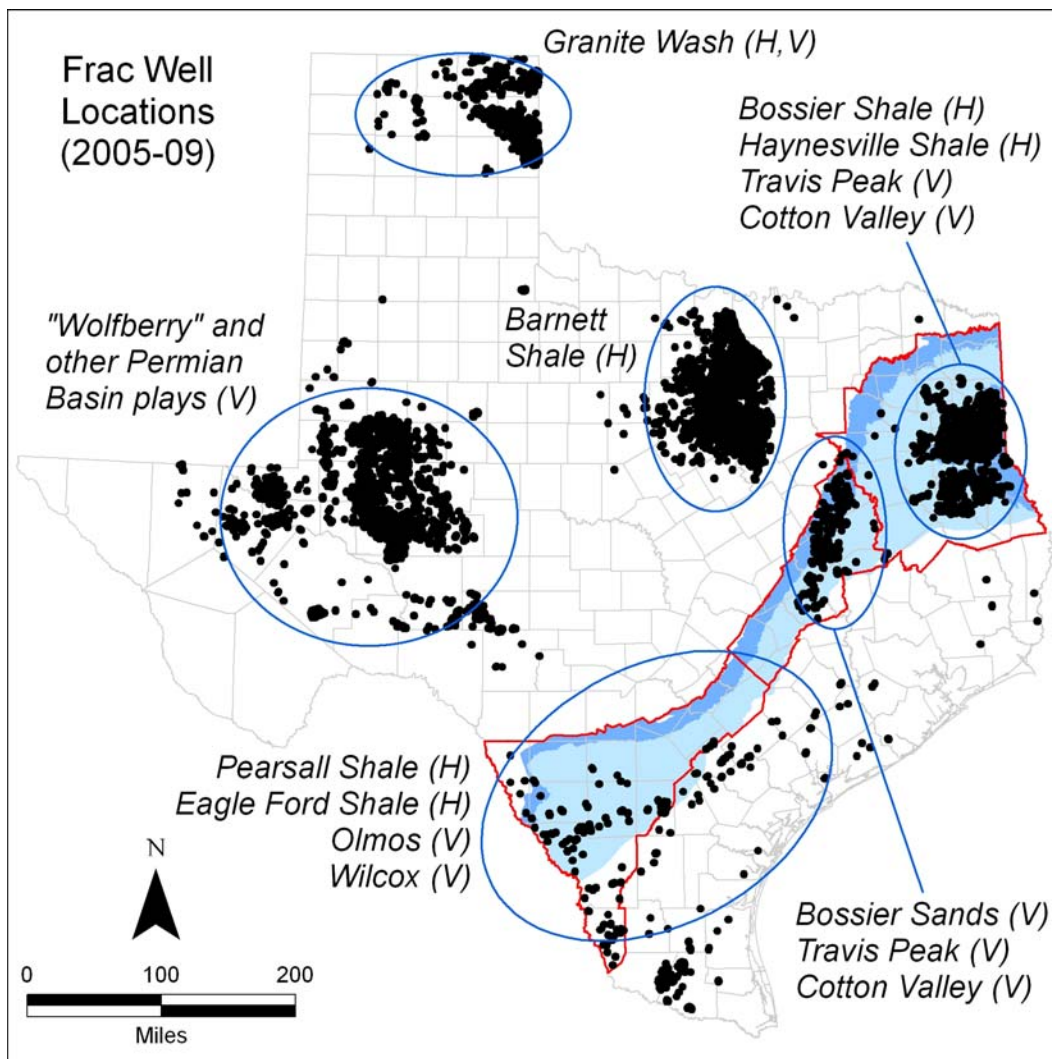 Frac Well
Locations
(2005-09)
Granite Wash (H,V)
Bossier Shale (H)
Haynesville Shale (H)
Travis Peak (V)
Cotton Valley (V)
"Wolfberry" and
other Permian
Basin plays (V)
Barnett
Shale (H)
Pearsall Shale (H)
Eagle Ford Shale (H)
Olmos (V)
Wilcox (V)
Bossier Sands (V)
Travis Peak (V)
Cotton Valley (V)
N
0 100 200
Miles